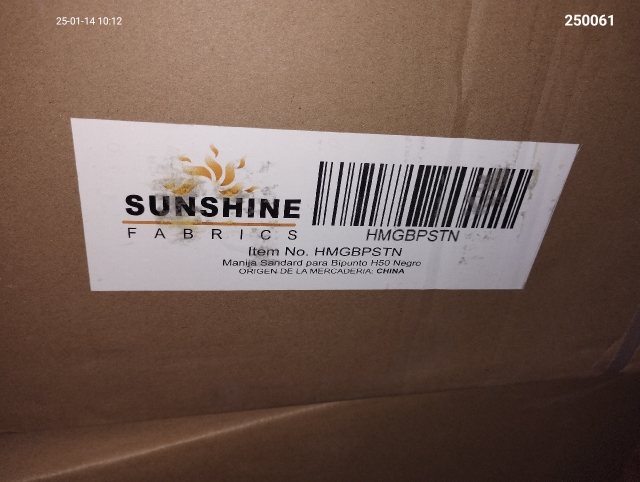 25-01-14 10:12
250061
SUNSHINE
FABRICS
HMGBPSTN
Item No. HMGBPSTN
Manija Sandard para Bipunto H50 Negro
ORIGEN DE LA MERCADERIA: CHINA